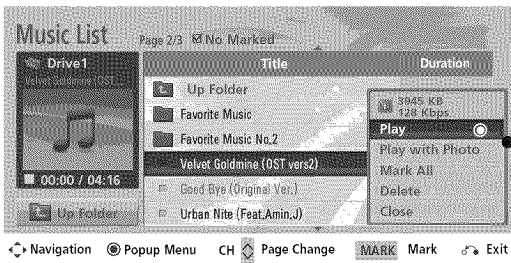 Music List
Page 2/3 No Marked
Drive1
Velvet Goldmine (OST...
00:00 / 04:16
Up Folder
Title Duration
Up Folder
Favorite Music
Favorite Music No.2
Velvet Goldmine (OST vers2)
Good Bye (Original Ver.)
Urban Nite (Feat.Amin.J)
3945 KB
128 Kbps
Play
Play with Photo
Mark All
Delete
Close
Navigation Popup Menu CH Page Change MARK Mark Exit